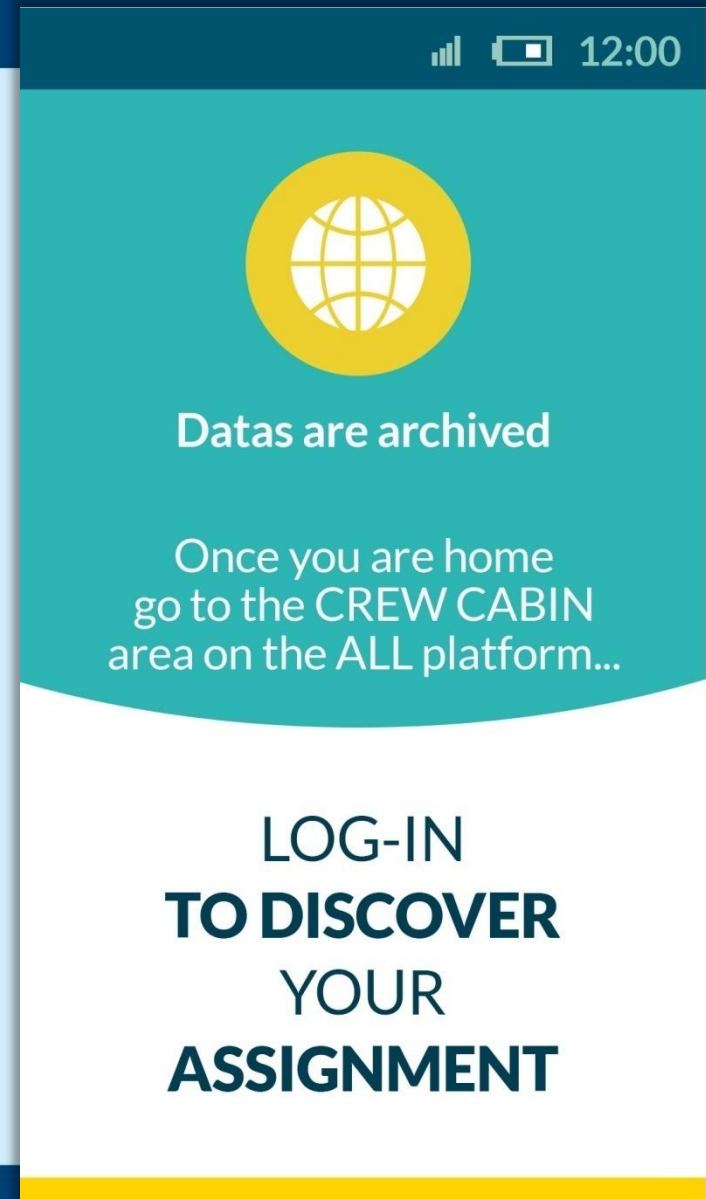 12:00
Datas are archived
Once you are home
go to the CREW CABIN
area on the ALL platform...
LOG-IN
TO DISCOVER
YOUR
ASSIGNMENT